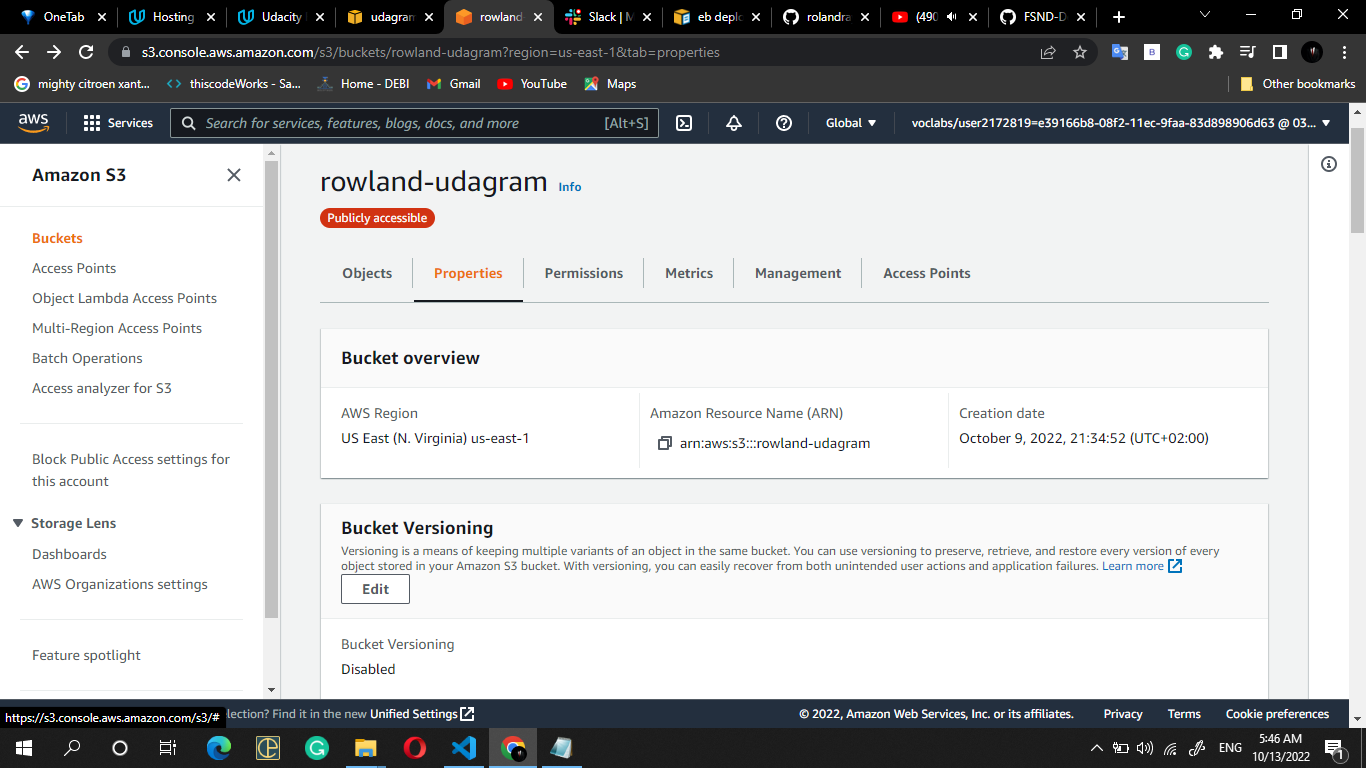 OneTab
Hosting
Udacity
udagram
rowland-
Slack | M
eb deplo
rolandra
(490
FSND-D
s3.console.aws.amazon.com/s3/buckets/rowland-udagram?region=us-east-1&tab=properties
mighty citroen xant...
thiscodeWorks - Sa...
Home - DEBI
Gmail
YouTube
Maps
Other bookmarks
aws
Services
Search for services, features, blogs, docs, and more
[Alt+S]
Global
voclabs/user2172819=e39166b8-08f2-11ec-9faa-83d898906d63 @ 03...
Amazon S3
Buckets
Access Points
Object Lambda Access Points
Multi-Region Access Points
Batch Operations
Access analyzer for S3
Block Public Access settings for
this account
Storage Lens
Dashboards
AWS Organizations settings
Feature spotlight
rowland-udagram Info
Publicly accessible
Objects
Properties
Permissions
Metrics
Management
Access Points
Bucket overview
AWS Region
US East (N. Virginia) us-east-1
Amazon Resource Name (ARN)
arn:aws:s3:::rowland-udagram
Creation date
October 9, 2022, 21:34:52 (UTC+02:00)
Bucket Versioning
Versioning is a means of keeping multiple variants of an object in the same bucket. You can use versioning to preserve, retrieve, and restore every version of every
object stored in your Amazon S3 bucket. With versioning, you can easily recover from both unintended user actions and application failures. Learn more
Edit
Bucket Versioning
Disabled
https://s3.console.aws.amazon.com/s3/#
lection? Find it in the new Unified Settings
© 2022, Amazon Web Services, Inc. or its affiliates.
Privacy
Terms
Cookie preferences
ENG
5:46 AM
10/13/2022
1